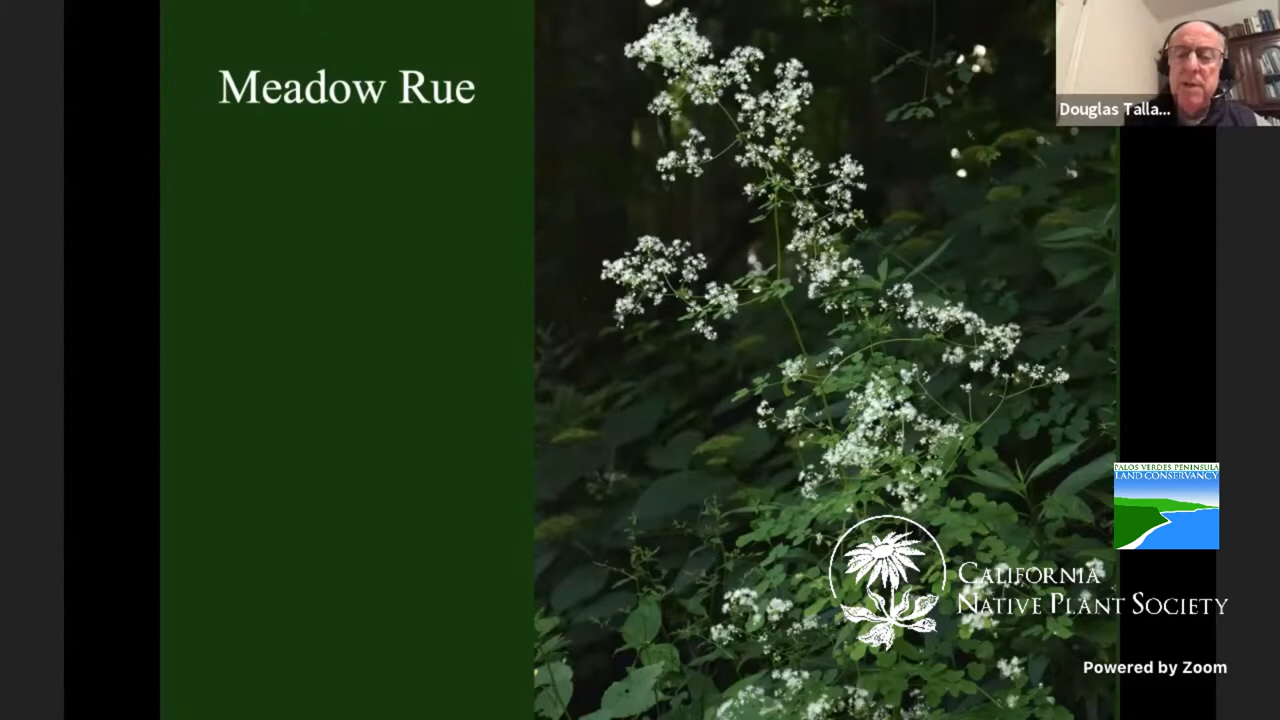 Meadow Rue
Douglas Talla...
PALOS VERDES PENINSULA
LAND CONSERVANCY
CALIFORNIA
NATIVE PLANT SOCIETY
Powered by Zoom